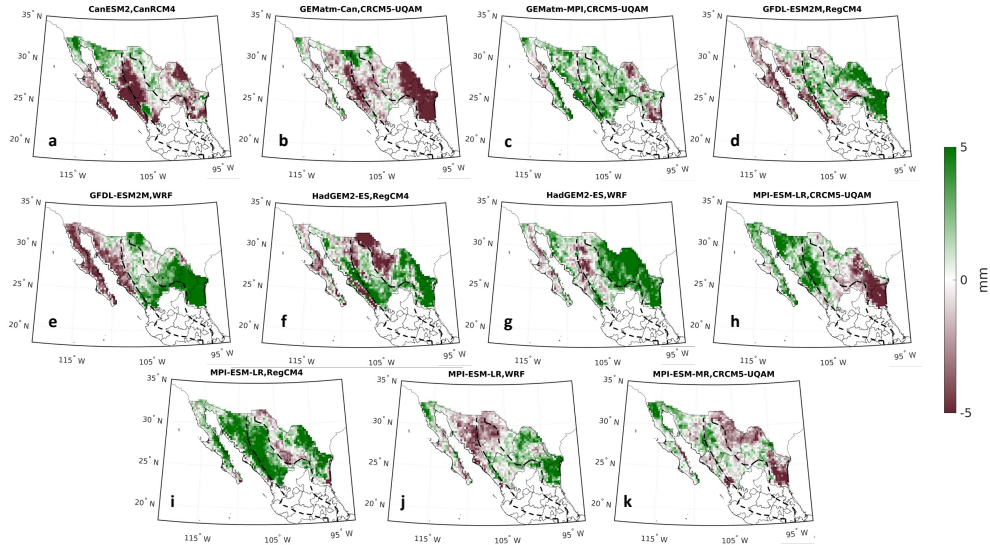 CanESM2,CanRCM4
GEMatm-Can,CRCM5-UQAM
GEMatm-MPI,CRCM5-UQAM
GFDL-ESM2M,RegCM4
35° N
30° N
25° N
20° N
115° W
105° W
95° W
a
35° N
30° N
25° N
20° N
115° W
105° W
95° W
b
35° N
30° N
25° N
20° N
115° W
105° W
95° W
c
35° N
30° N
25° N
20° N
115° W
105° W
95° W
d
GFDL-ESM2M,WRF
HadGEM2-ES,RegCM4
HadGEM2-ES,WRF
MPI-ESM-LR,CRCM5-UQAM
35° N
30° N
25° N
20° N
115° W
105° W
95° W
e
35° N
30° N
25° N
20° N
115° W
105° W
95° W
f
35° N
30° N
25° N
20° N
115° W
105° W
95° W
g
35° N
30° N
25° N
20° N
115° W
105° W
95° W
h
MPI-ESM-LR,RegCM4
MPI-ESM-LR,WRF
MPI-ESM-MR,CRCM5-UQAM
35° N
30° N
25° N
20° N
115° W
105° W
95° W
i
35° N
30° N
25° N
20° N
115° W
105° W
95° W
j
35° N
30° N
25° N
20° N
115° W
105° W
95° W
k
5
0
-5
mm